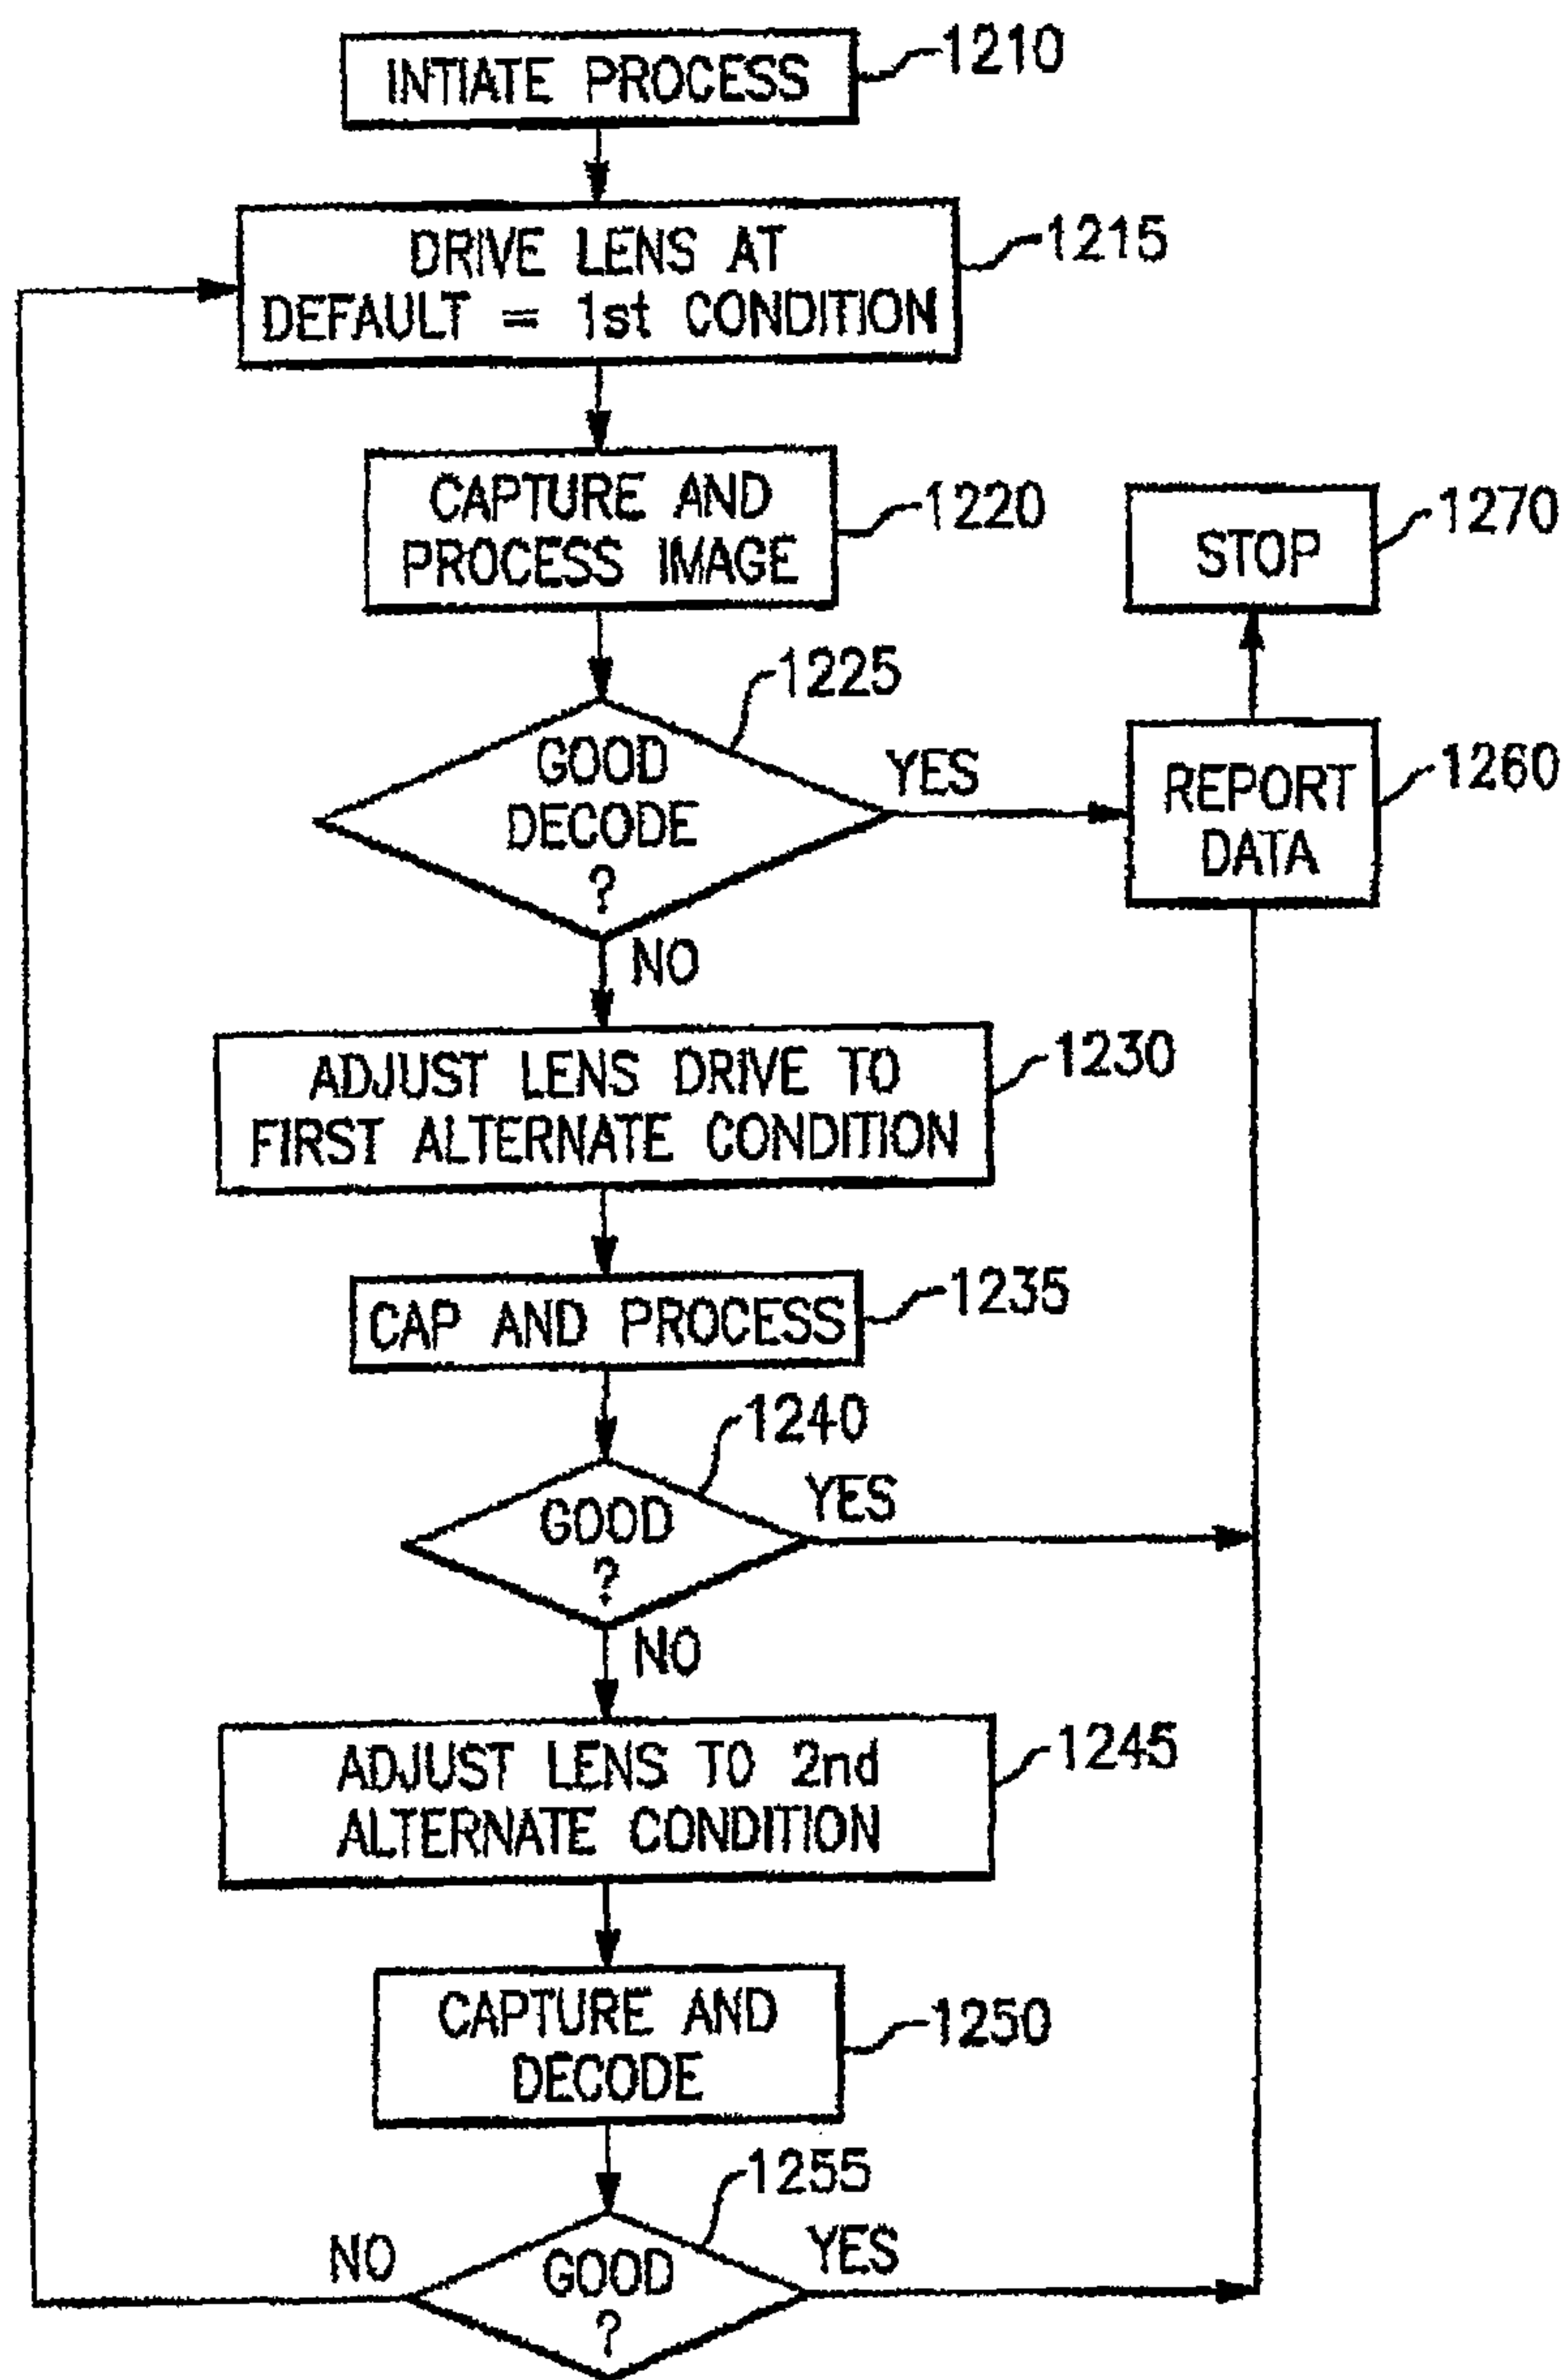 INTIATE PROCESS
1210
DRIVE LENS AT
DEFAULT = 1st CONDITION
1215
CAPTURE AND
PROCESS IMAGE
1220
STOP
1270
GOOD
DECODE
?
1225
YES
NO
REPORT
DATA
1260
ADJUST LENS DRIVE TO
FIRST ALTERNATE CONDITION
1230
CAP AND PROCESS
1235
GOOD
?
1240
YES
NO
ADJUST LENS TO 2nd
ALTERNATE CONDITION
1245
CAPTURE AND
DECODE
1250
GOOD
?
1255
NO
YES